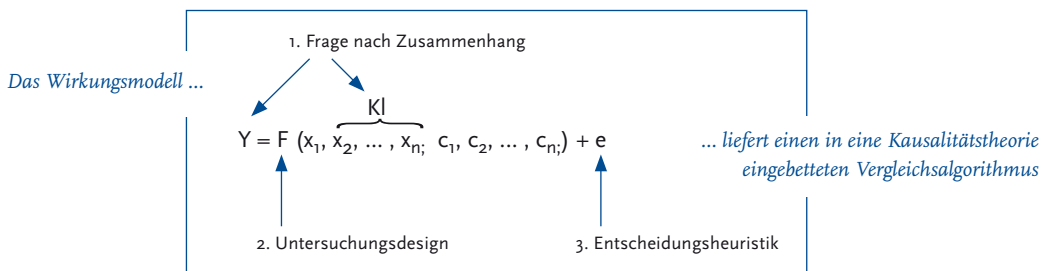 1. Frage nach Zusammenhang
Das Wirkungsmodell ...
Kl
Y = F (x₁, x₂, ... , xₙ; c₁, c₂, ... , cₙ;) + e
... liefert einen in eine Kausalitätstheorie
eingebetteten Vergleichsalgorithmus
2. Untersuchungsdesign
3. Entscheidungsheuristik